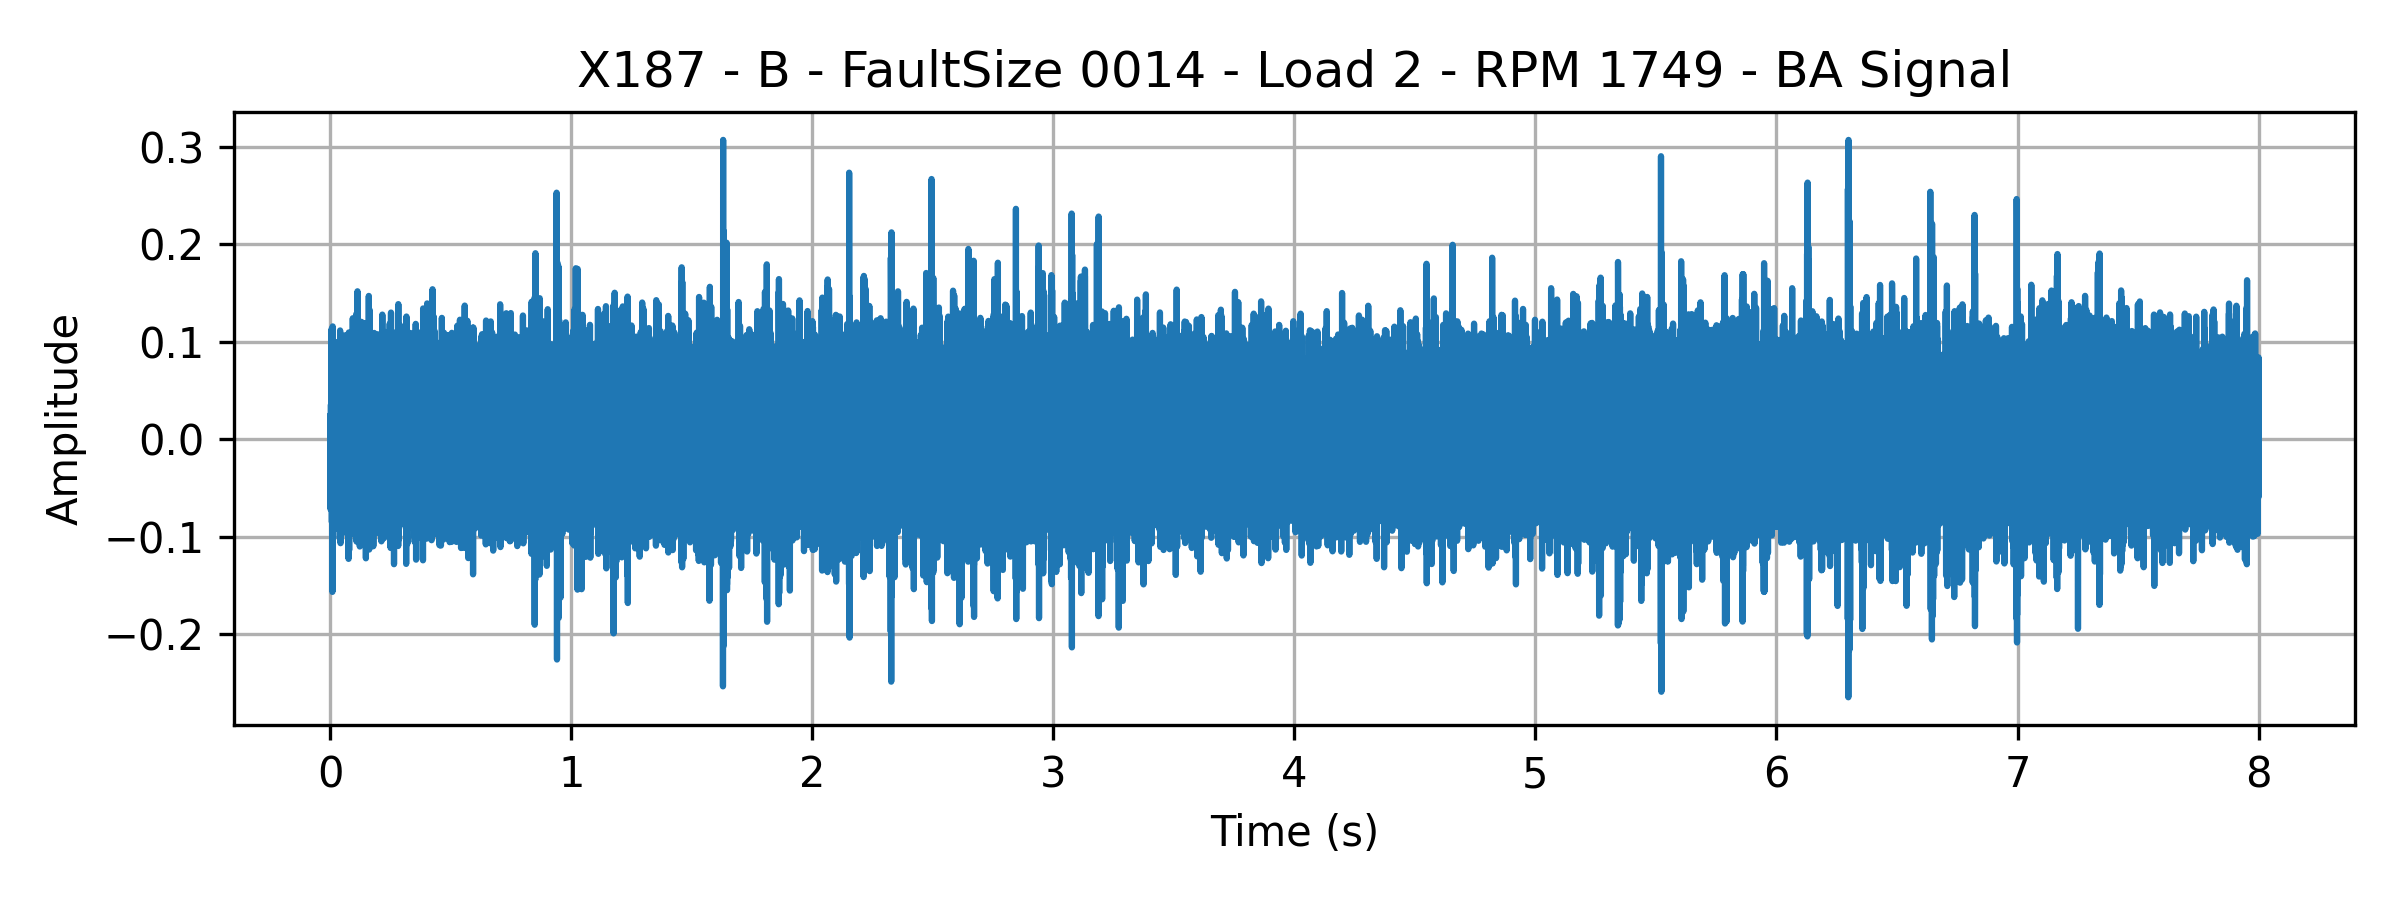 X187 - B - FaultSize 0014 - Load 2 - RPM 1749 - BA Signal
Amplitude
0.3
0.2
0.1
0.0
−0.1
−0.2
0 1 2 3 4 5 6 7 8
Time (s)